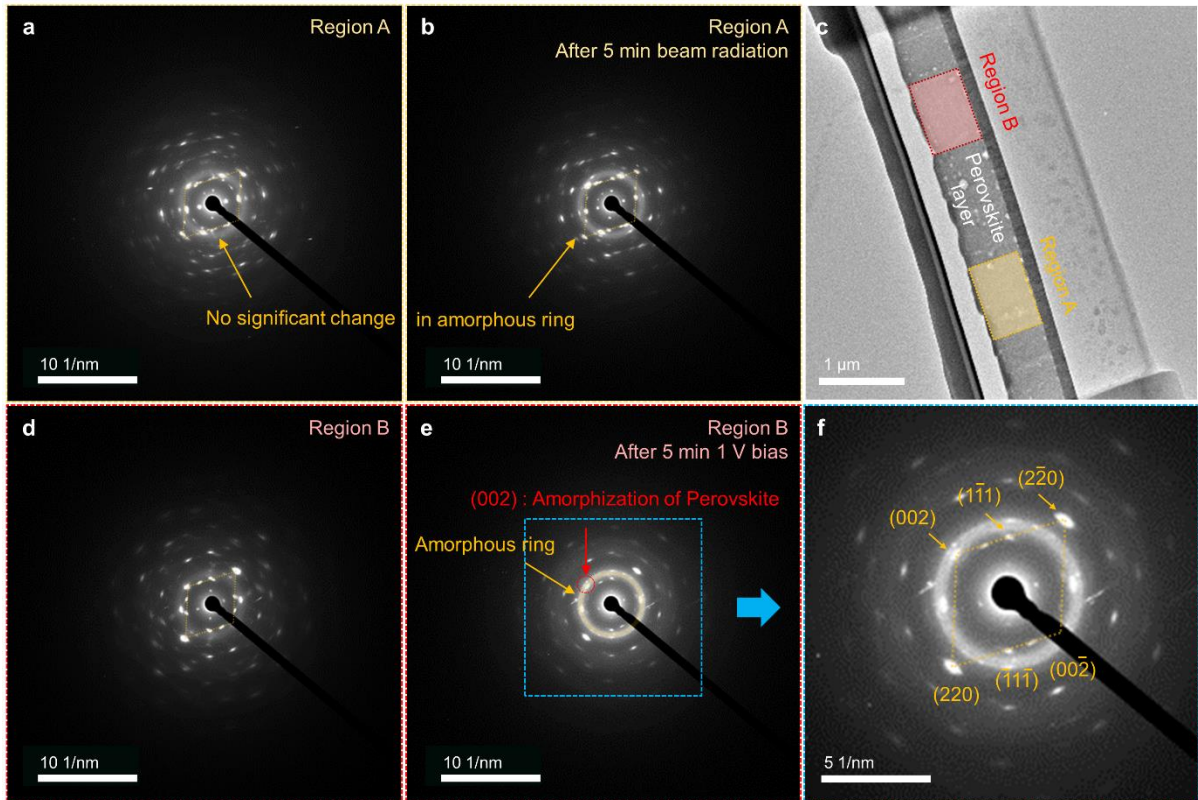 a
Region A
No significant change
10 1/nm
b
Region A
After 5 min beam radiation
in amorphous ring
10 1/nm
c
Region B
Perovskite
layer
Region A
1 μm
d
Region B
10 1/nm
e
Region B
After 5 min 1 V bias
(002) : Amorphization of Perovskite
Amorphous ring
10 1/nm
f
(22̄0)
(11̄1)
(002)
(220)
(1̄11̄)
(002̄)
5 1/nm